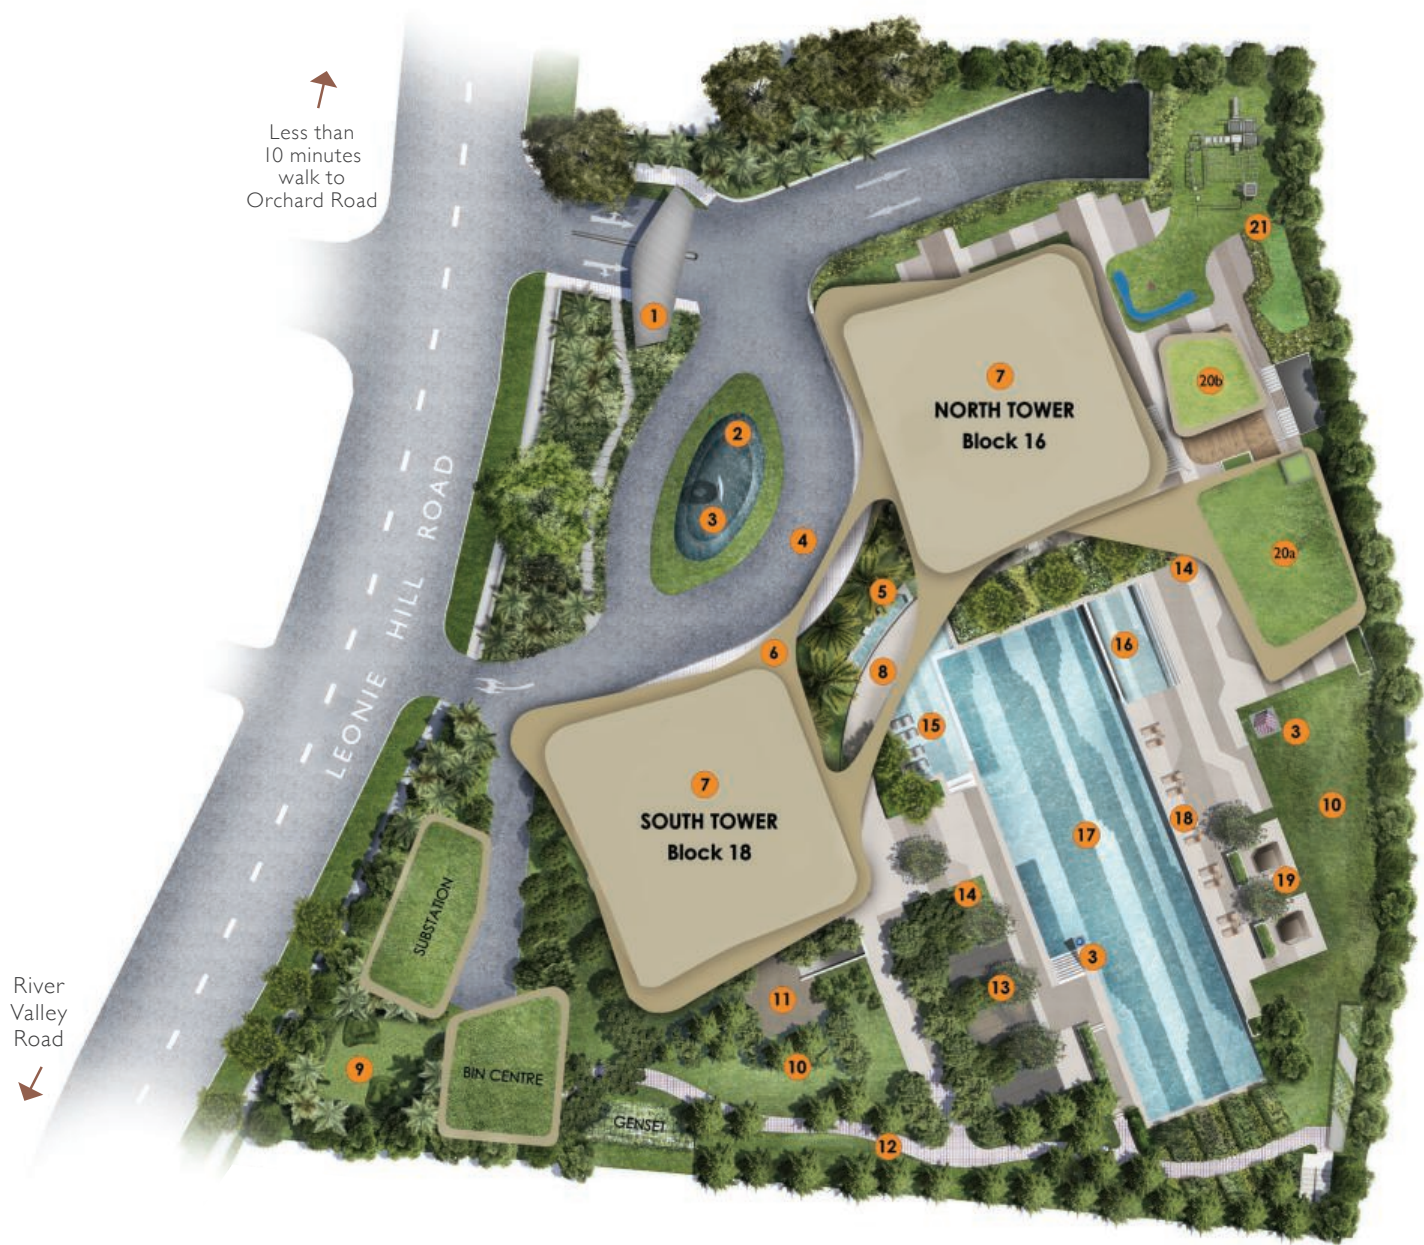 Less than
10 minutes
walk to
Orchard Road
21
1
7
NORTH TOWER
Block 16
20b
2
3
4
LEONIE HILL ROAD
20a
14
5
6
8
16
15
3
7
SOUTH TOWER
Block 18
10
18
17
19
14
SUBSTATION
3
13
11
River
Valley
Road
9
10
BIN CENTRE
GENSET
12